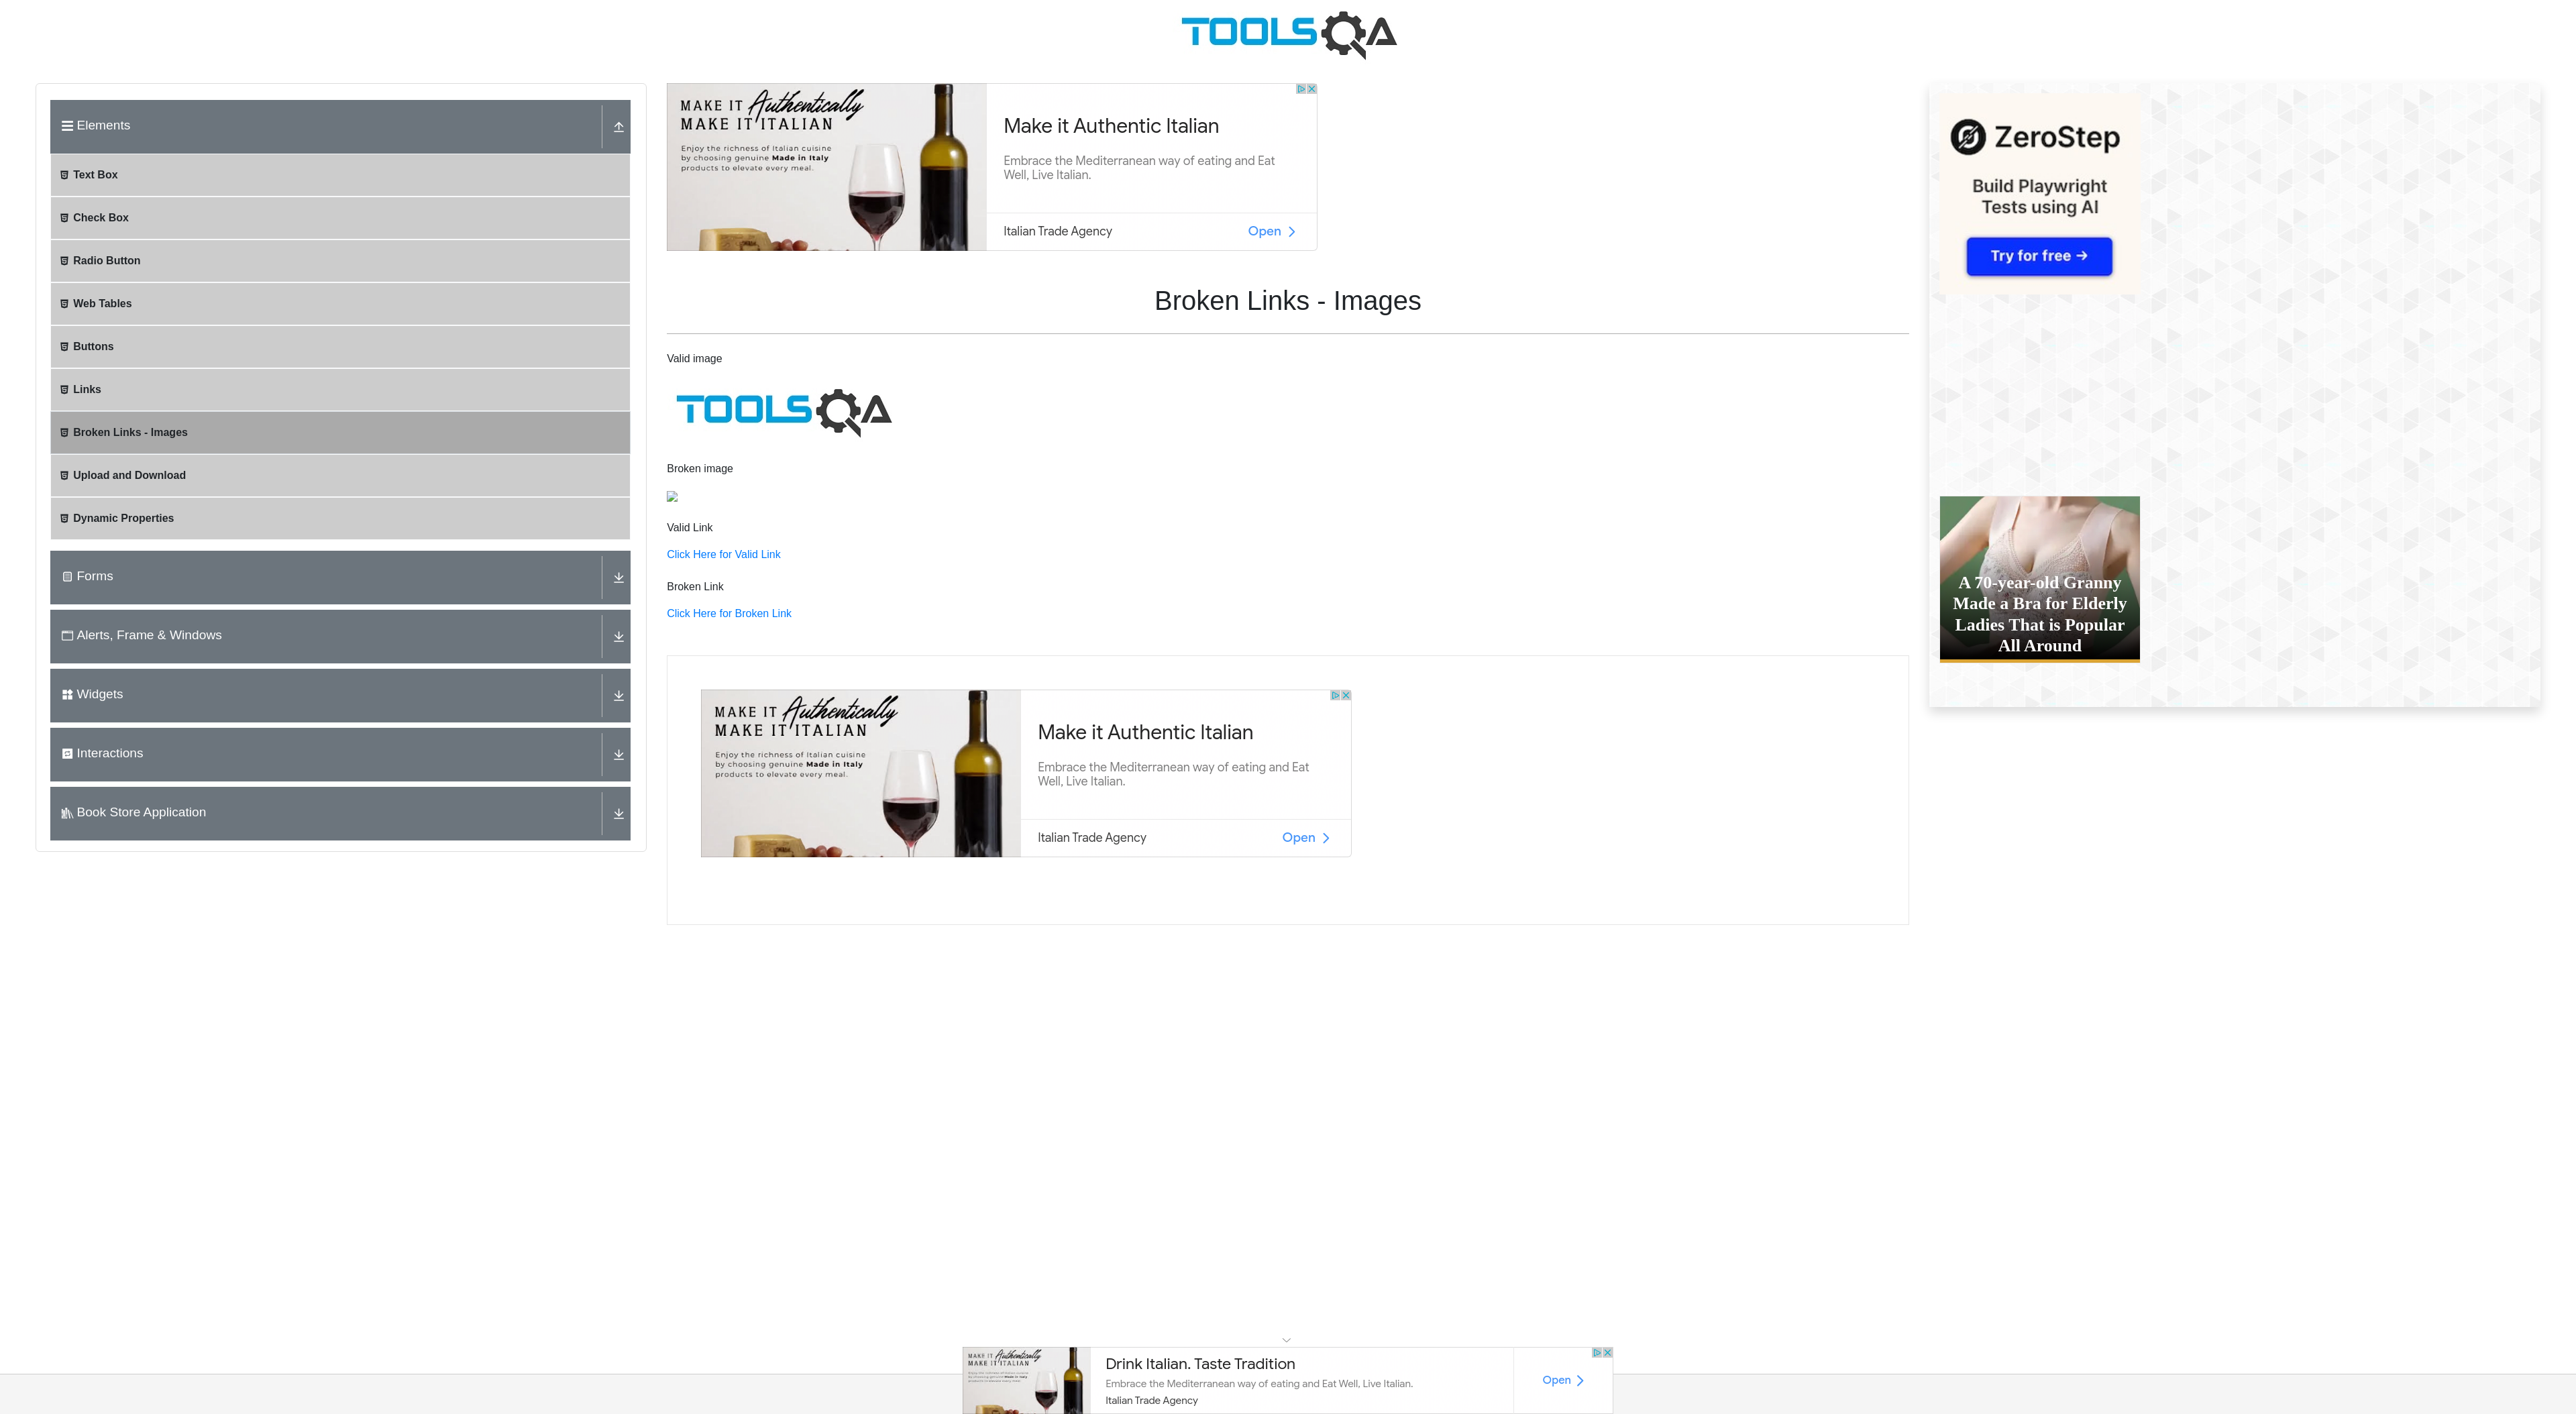 TOOLSQA
Elements
Text Box
Check Box
Radio Button
Web Tables
Buttons
Links
Broken Links - Images
Upload and Download
Dynamic Properties
Forms
Alerts, Frame & Windows
Widgets
Interactions
Book Store Application
MAKE IT Authentically
MAKE IT ITALIAN
Enjoy the richness of Italian cuisine
by choosing genuine Made in Italy
products to elevate every meal.
Make it Authentic Italian
Embrace the Mediterranean way of eating and Eat
Well, Live Italian.
Italian Trade Agency
Open
Broken Links - Images
Valid image
TOOLSQA
Broken image
Valid Link
Click Here for Valid Link
Broken Link
Click Here for Broken Link
MAKE IT Authentically
MAKE IT ITALIAN
Enjoy the richness of Italian cuisine
by choosing genuine Made in Italy
products to elevate every meal.
Make it Authentic Italian
Embrace the Mediterranean way of eating and Eat
Well, Live Italian.
Italian Trade Agency
Open
ZeroStep
Build Playwright
Tests using AI
Try for free →
A 70-year-old Granny
Made a Bra for Elderly
Ladies That is Popular
All Around
MAKE IT Authentically
MAKE IT ITALIAN
Drink Italian. Taste Tradition
Embrace the Mediterranean way of eating and Eat Well, Live Italian.
Italian Trade Agency
Open